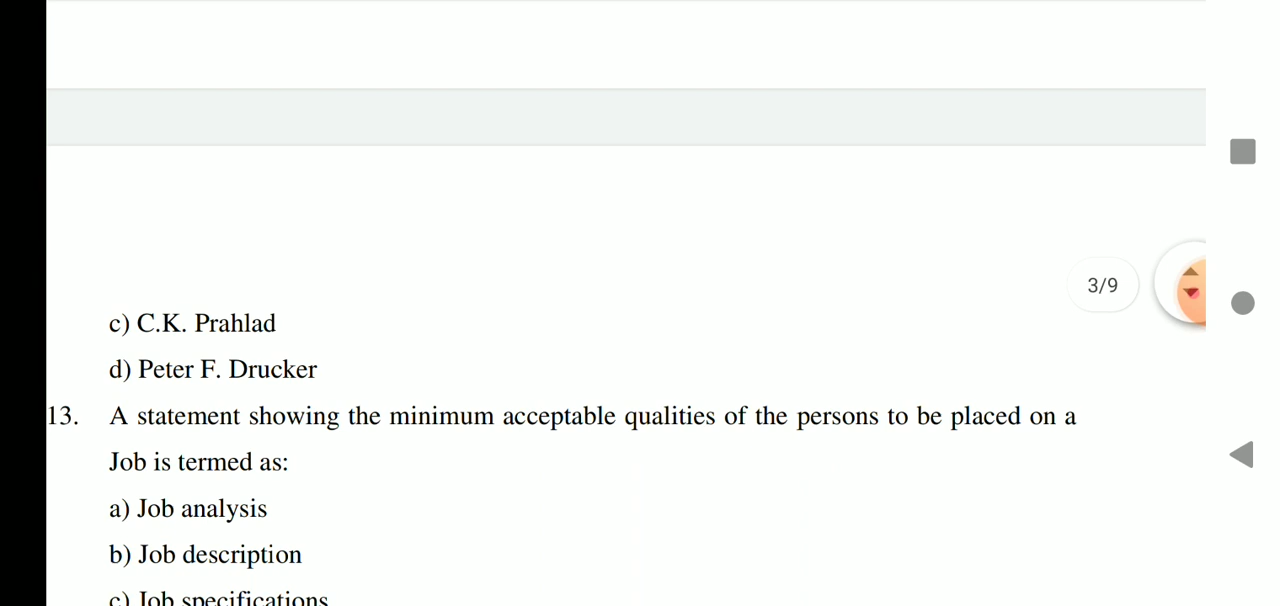 3/9
c) C.K. Prahlad
d) Peter F. Drucker
13. A statement showing the minimum acceptable qualities of the persons to be placed on a
Job is termed as:
a) Job analysis
b) Job description
c) Job specifications